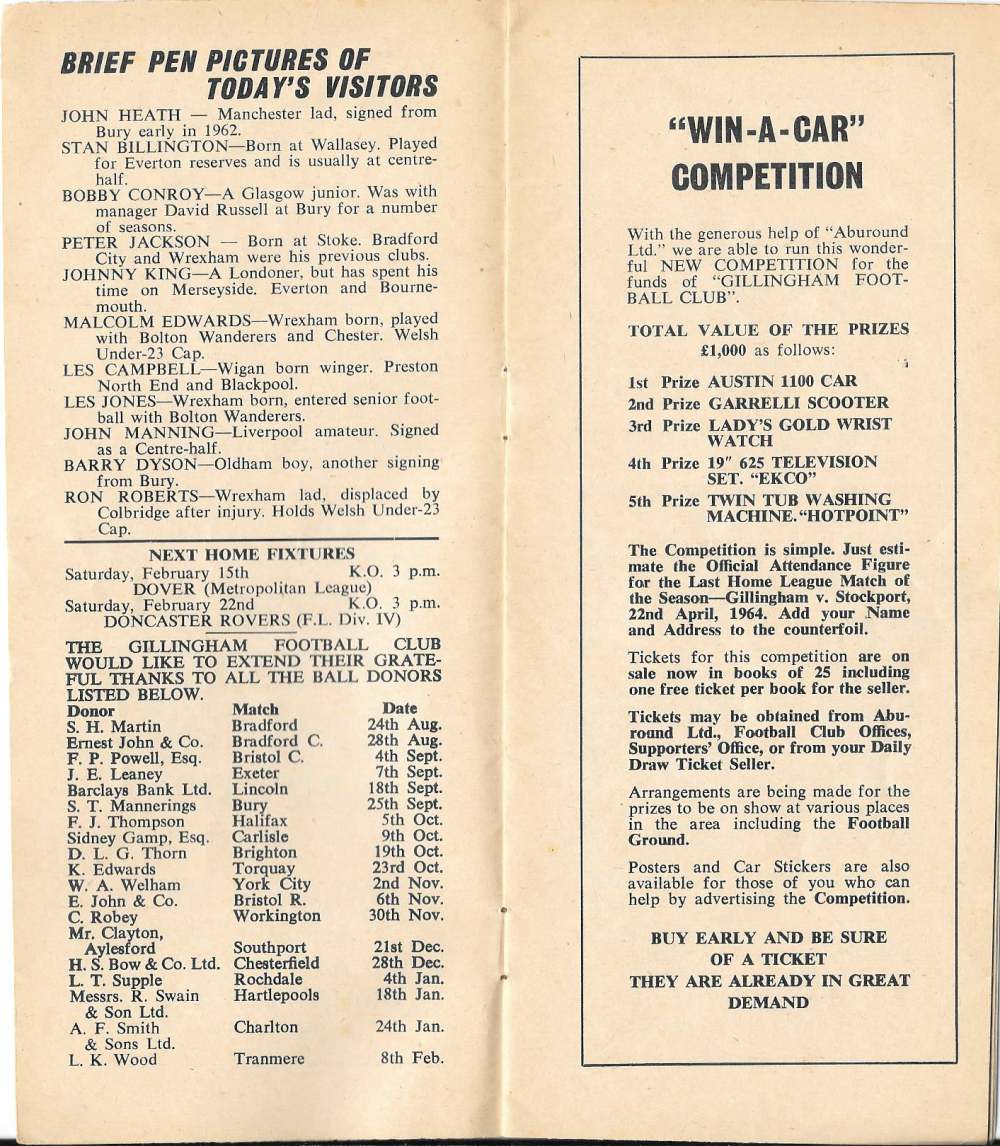 BRIEF PEN PICTURES OF
TODAY'S VISITORS
JOHN HEATH — Manchester lad, signed from
Bury early in 1962.
STAN BILLINGTON—Born at Wallasey. Played
for Everton reserves and is usually at centre-
half.
BOBBY CONROY—A Glasgow junior. Was with
manager David Russell at Bury for a number
of seasons.
PETER JACKSON — Born at Stoke. Bradford
City and Wrexham were his previous clubs.
JOHNNY KING—A Londoner, but has spent his
time on Merseyside. Everton and Bourne-
mouth.
MALCOLM EDWARDS—Wrexham born, played
with Bolton Wanderers and Chester. Welsh
Under-23 Cap.
LES CAMPBELL—Wigan born winger. Preston
North End and Blackpool.
LES JONES—Wrexham born, entered senior foot-
ball with Bolton Wanderers.
JOHN MANNING—Liverpool amateur. Signed
as a Centre-half.
BARRY DYSON—Oldham boy, another signing
from Bury.
RON ROBERTS—Wrexham lad, displaced by
Colbridge after injury. Holds Welsh Under-23
Cap.
NEXT HOME FIXTURES
Saturday, February 15th K.O. 3 p.m.
DOVER (Metropolitan League)
Saturday, February 22nd K.O. 3 p.m.
DONCASTER ROVERS (F.L. Div. IV)
THE GILLINGHAM FOOTBALL CLUB
WOULD LIKE TO EXTEND THEIR GRATE-
FUL THANKS TO ALL THE BALL DONORS
LISTED BELOW.
Donor Match Date
S. H. Martin Bradford 24th Aug.
Ernest John & Co. Bradford C. 28th Aug.
F. P. Powell, Esq. Bristol C. 4th Sept.
J. E. Leaney Exeter 7th Sept.
Barclays Bank Ltd. Lincoln 18th Sept.
S. T. Mannerings Bury 25th Sept.
F. J. Thompson Halifax 5th Oct.
Sidney Gamp, Esq. Carlisle 9th Oct.
D. L. G. Thorn Brighton 19th Oct.
K. Edwards Torquay 23rd Oct.
W. A. Welham York City 2nd Nov.
E. John & Co. Bristol R. 6th Nov.
C. Robey Workington 30th Nov.
Mr. Clayton,
Aylesford Southport 21st Dec.
H. S. Bow & Co. Ltd. Chesterfield 28th Dec.
L. T. Supple Rochdale 4th Jan.
Messrs. R. Swain Hartlepools 18th Jan.
& Son Ltd.
A. F. Smith Charlton 24th Jan.
& Sons Ltd.
L. K. Wood Tranmere 8th Feb.
"WIN-A-CAR"
COMPETITION
With the generous help of "Aburound
Ltd." we are able to run this wonder-
ful NEW COMPETITION for the
funds of "GILLINGHAM FOOT-
BALL CLUB".
TOTAL VALUE OF THE PRIZES
£1,000 as follows:
1st Prize AUSTIN 1100 CAR
2nd Prize GARRELLI SCOOTER
3rd Prize LADY'S GOLD WRIST
WATCH
4th Prize 19" 625 TELEVISION
SET. "EKCO"
5th Prize TWIN TUB WASHING
MACHINE. "HOTPOINT"
The Competition is simple. Just esti-
mate the Official Attendance Figure
for the Last Home League Match of
the Season—Gillingham v. Stockport,
22nd April, 1964. Add your Name
and Address to the counterfoil.
Tickets for this competition are on
sale now in books of 25 including
one free ticket per book for the seller.
Tickets may be obtained from Abu-
round Ltd., Football Club Offices,
Supporters' Office, or from your Daily
Draw Ticket Seller.
Arrangements are being made for the
prizes to be on show at various places
in the area including the Football
Ground.
Posters and Car Stickers are also
available for those of you who can
help by advertising the Competition.
BUY EARLY AND BE SURE
OF A TICKET
THEY ARE ALREADY IN GREAT
DEMAND